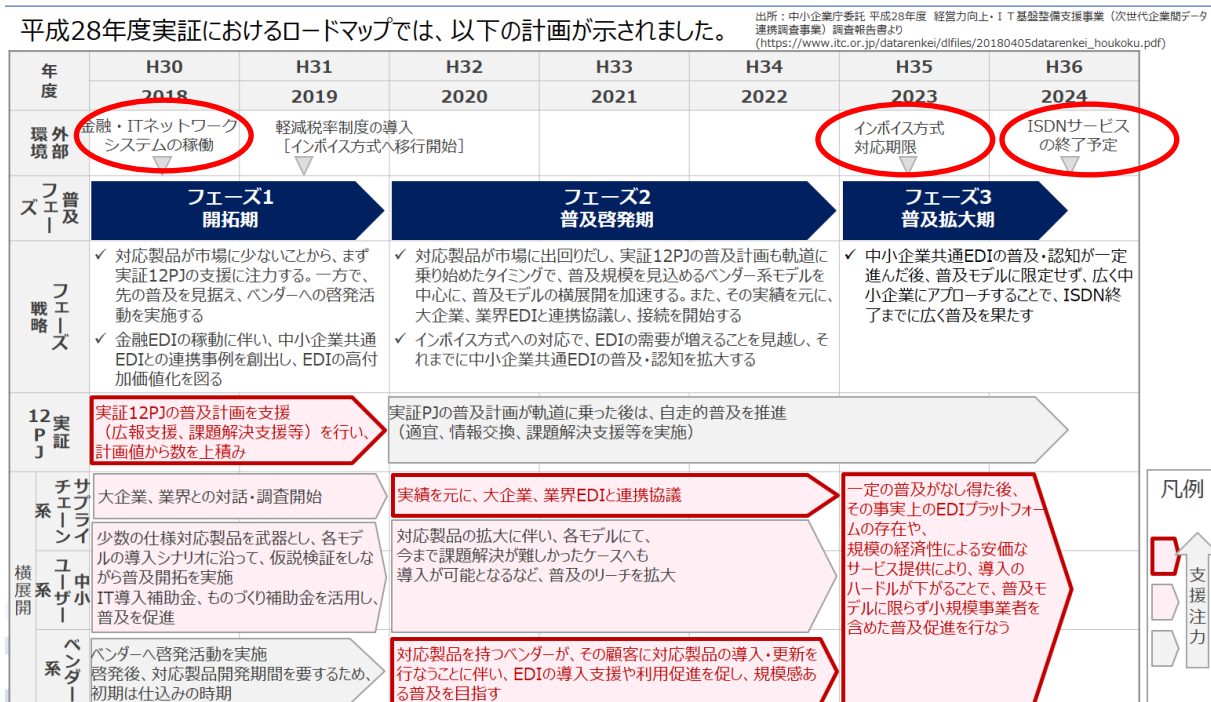 平成28年度実証におけるロードマップでは、以下の計画が示されました。
出所：中小企業庁委託 平成28年度 経営力向上・ＩＴ基盤整備支援事業（次世代企業間データ
連携調査事業）調査報告書より
(https://www.itc.or.jp/datarenkei/dlfiles/20180405datarenkei_houkoku.pdf)
年度
H30
H31
H32
H33
H34
H35
H36
2018
2019
2020
2021
2022
2023
2024
外部環境
金融・ITネットワーク
システムの稼働
軽減税率制度の導入
［インボイス方式へ移行開始］
インボイス方式
対応期限
ISDNサービス
の終了予定
普及フェーズ
フェーズ1
開拓期
フェーズ2
普及啓発期
フェーズ3
普及拡大期
フェーズ戦略
✓ 対応製品が市場に少ないことから、まず
実証12PJの支援に注力する。一方で、
先の普及を見据え、ベンダーへの啓発活
動を実施する
✓ 金融EDIの稼働に伴い、中小企業共通
EDIとの連携事例を創出し、EDIの高付
加価値化を図る
✓ 対応製品が市場に出回りだし、実証12PJの普及計画も軌道に
乗り始めたタイミングで、普及規模を見込めるベンダー系モデルを
中心に、普及モデルの横展開を加速する。また、その実績を元に、
大企業、業界EDIと連携協議し、接続を開始する
✓ インボイス方式への対応で、EDIの需要が増えることを見越し、そ
れまでに中小企業共通EDIの普及・認知を拡大する
✓ 中小企業共通EDIの普及・認知が一定
進んだ後、普及モデルに限定せず、広く中
小企業にアプローチすることで、ISDN終
了までに広く普及を果たす
実証12PJ
実証12PJの普及計画を支援
（広報支援、課題解決支援等）を行い、
計画値から数を上積み
実証PJの普及計画が軌道に乗った後は、自走的普及を推進
（適宜、情報交換、課題解決支援等を実施）
横展開
サプライチェーン系
大企業、業界との対話・調査開始
実績を元に、大企業、業界EDIと連携協議
一定の普及がなし得た後、
その事実上のEDIプラットフォー
ムの存在や、
規模の経済性による安価な
サービス提供により、導入の
ハードルが下がることで、普及モ
デルに限らず小規模事業者を
含めた普及促進を行なう
中小ユーザー系
少数の仕様対応製品を武器とし、各モデ
ルの導入シナリオに沿って、仮説検証をしな
がら普及開拓を実施
IT導入補助金、ものづくり補助金を活用し、
普及を促進
対応製品の拡大に伴い、各モデルにて、
今まで課題解決が難しかったケースへも
導入が可能となるなど、普及のリーチを拡大
ベンダー系
ベンダーへ啓発活動を実施
啓発後、対応製品開発期間を要するため、
初期は仕込みの時期
対応製品を持つベンダーが、その顧客に対応製品の導入・更新を
行なうことに伴い、EDIの導入支援や利用促進を促し、規模感あ
る普及を目指す
凡例
支援注力